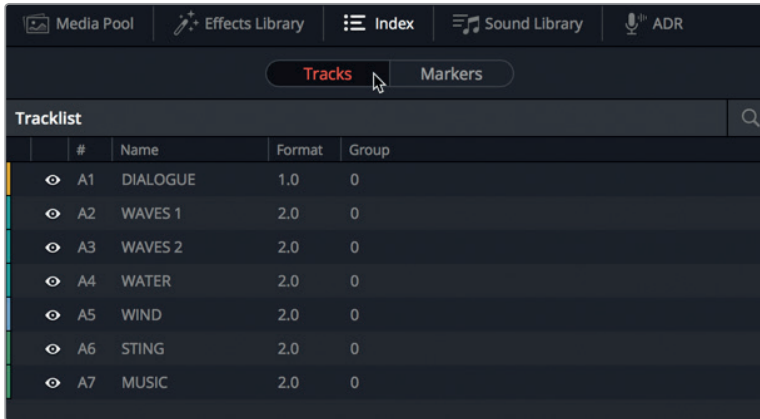 Media Pool Effects Library Index Sound Library ADR
Tracks Markers
Tracklist
# Name Format Group
A1 DIALOGUE 1.0 0
A2 WAVES 1 2.0 0
A3 WAVES 2 2.0 0
A4 WATER 2.0 0
A5 WIND 2.0 0
A6 STING 2.0 0
A7 MUSIC 2.0 0